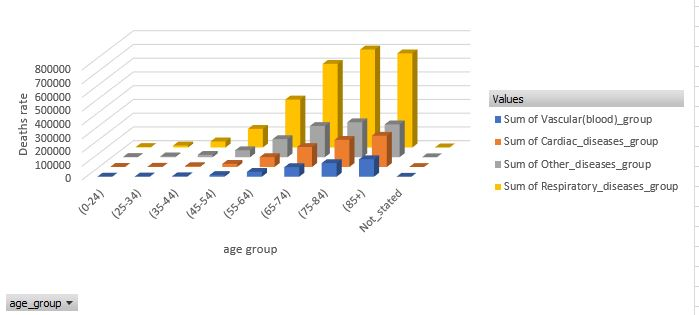 800000
700000
600000
500000
400000
300000
200000
100000
0
Deaths rate
(0-24)
(25-34)
(35-44)
(45-54)
(55-64)
(65-74)
(75-84)
(85+)
Not_stated
age group
Values
Sum of Vascular(blood)_group
Sum of Cardiac_diseases_group
Sum of Other_diseases_group
Sum of Respiratory_diseases_group
age_group